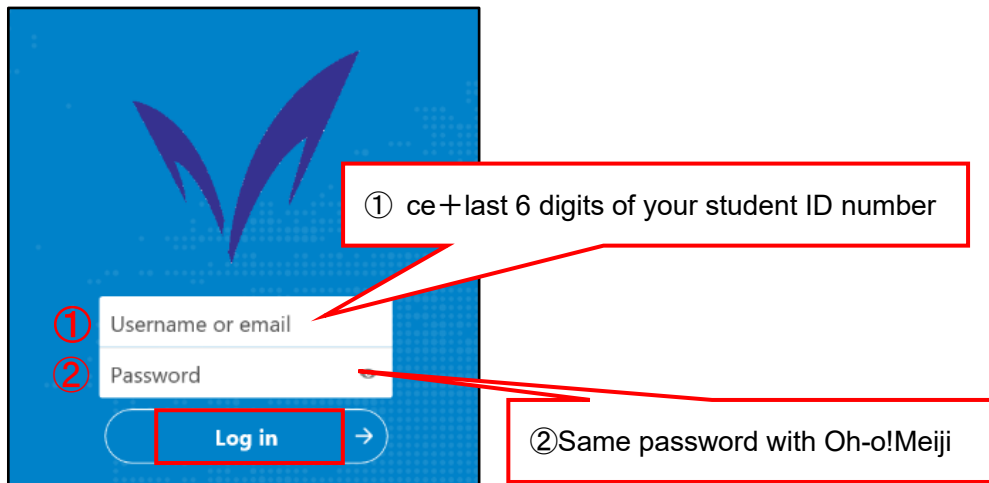 ① ce＋last 6 digits of your student ID number
① Username or email
② Password
Log in
②Same password with Oh-o!Meiji